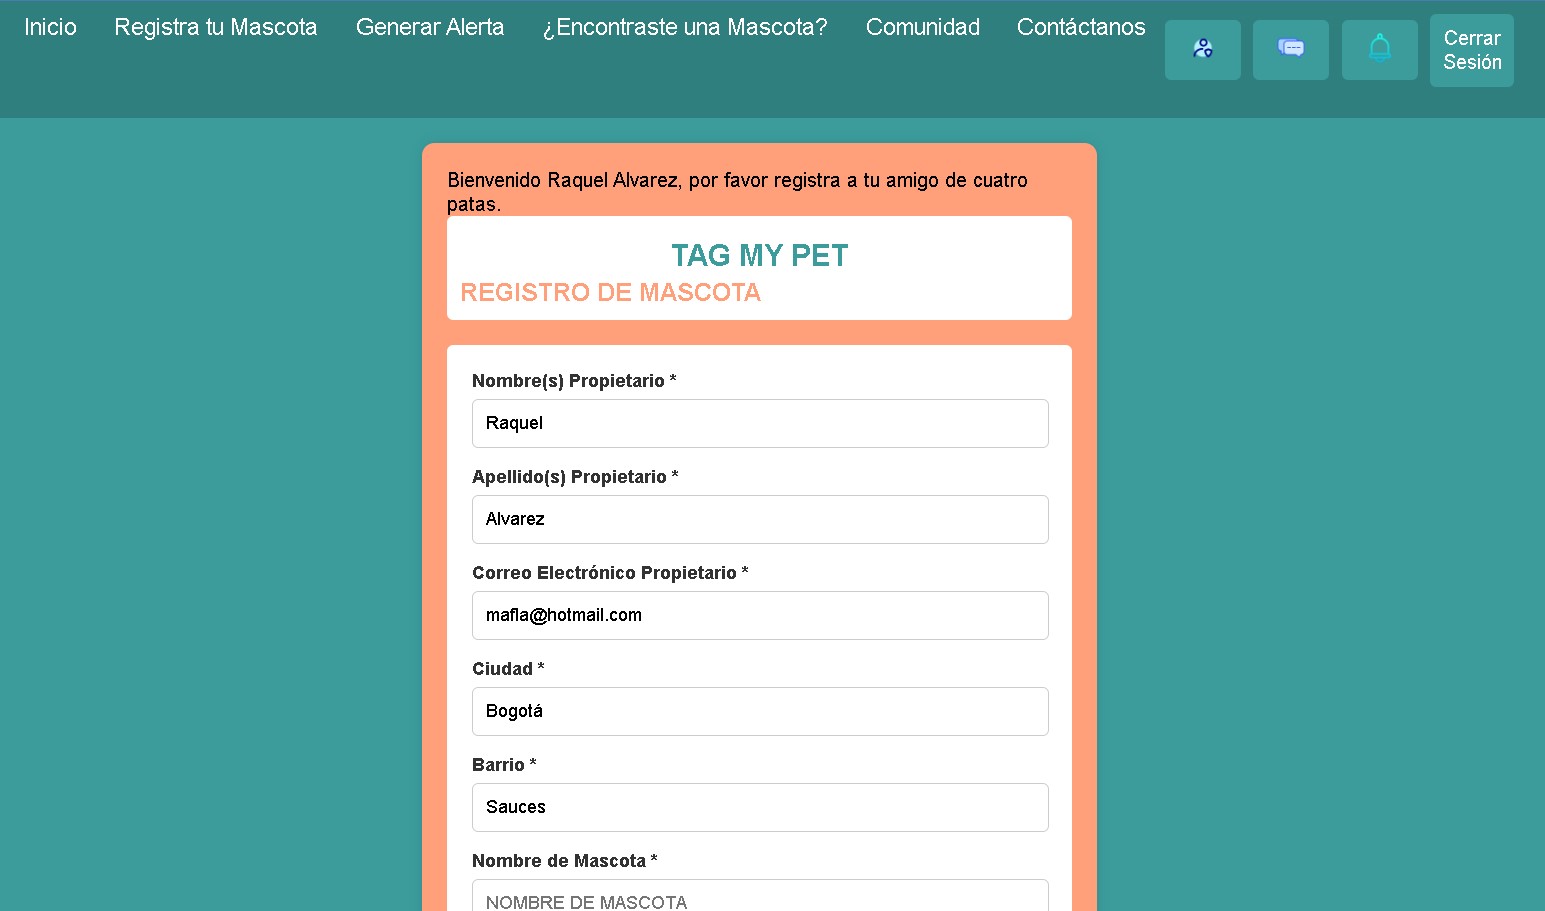 Inicio Registra tu Mascota Generar Alerta ¿Encontraste una Mascota? Comunidad Contáctanos
Cerrar
Sesión
Bienvenido Raquel Alvarez, por favor registra a tu amigo de cuatro
patas.
TAG MY PET
REGISTRO DE MASCOTA
Nombre(s) Propietario *
Raquel
Apellido(s) Propietario *
Alvarez
Correo Electrónico Propietario *
mafla@hotmail.com
Ciudad *
Bogotá
Barrio *
Sauces
Nombre de Mascota *
NOMBRE DE MASCOTA